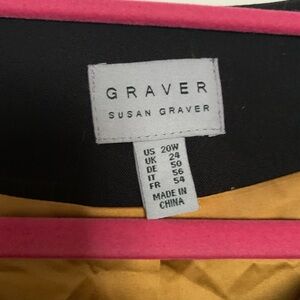 GRAVER
SUSAN GRAVER
US 20W
UK 24
DE 50
IT 56
FR 54
MADE IN
CHINA